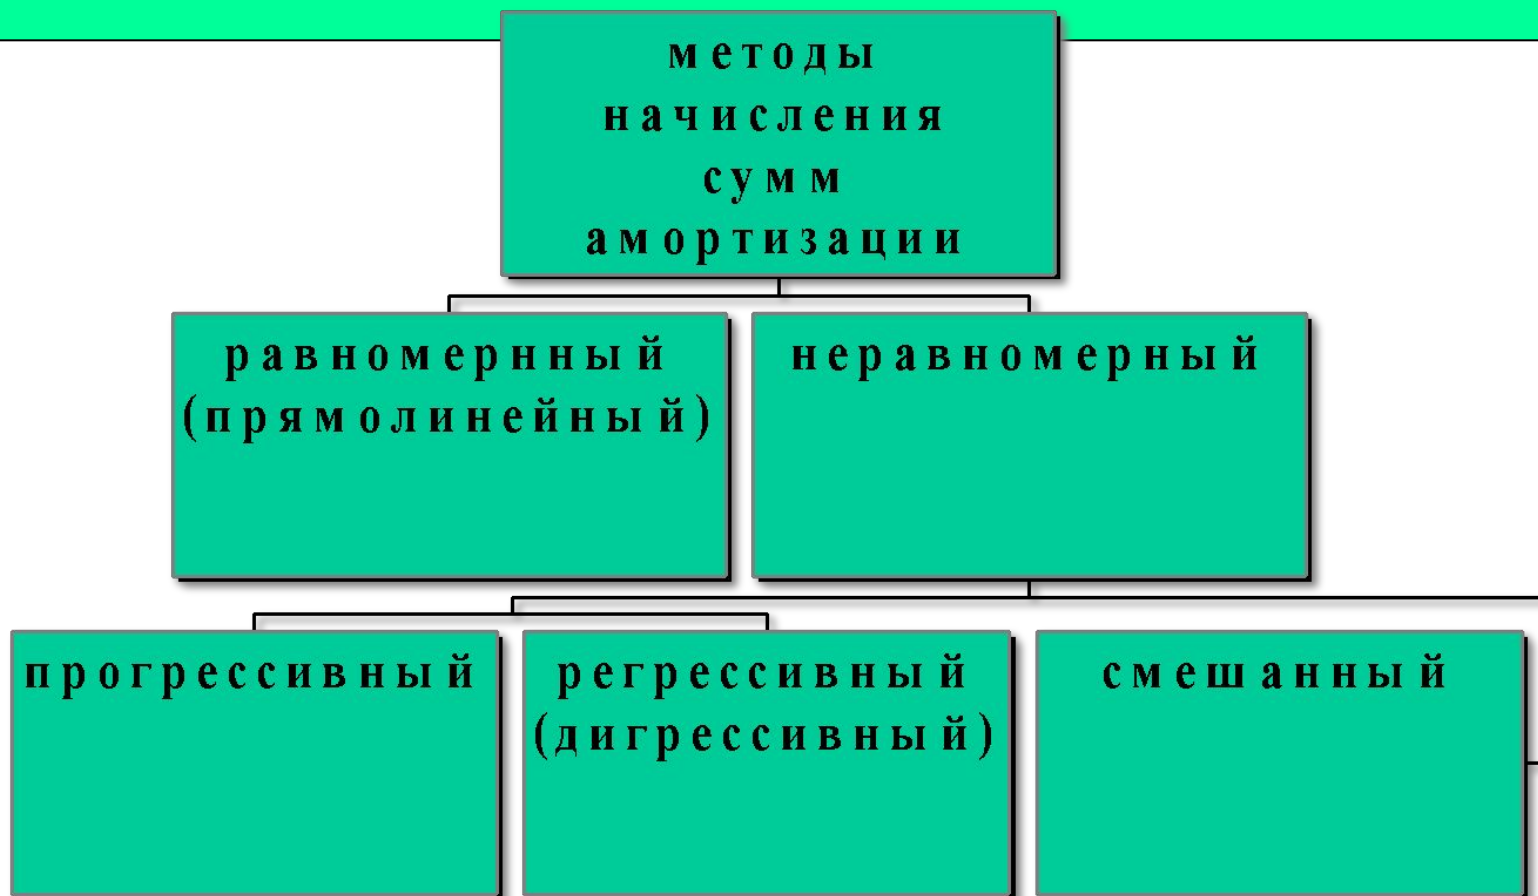 методы
начисления
сумм
амортизации
равномернный
(прямолинейный)
неравномерный
прогрессивный
регрессивный
(дигрессивный)
смешанный